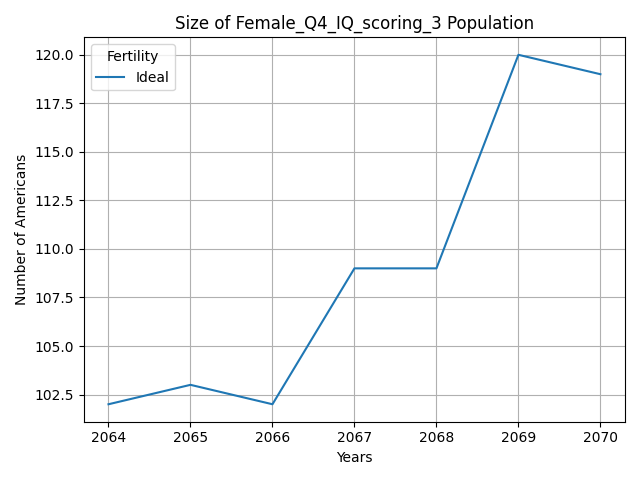 Size of Female_Q4_IQ_scoring_3 Population
Fertility
Ideal
Number of Americans
120.0
117.5
115.0
112.5
110.0
107.5
105.0
102.5
2064 2065 2066 2067 2068 2069 2070
Years